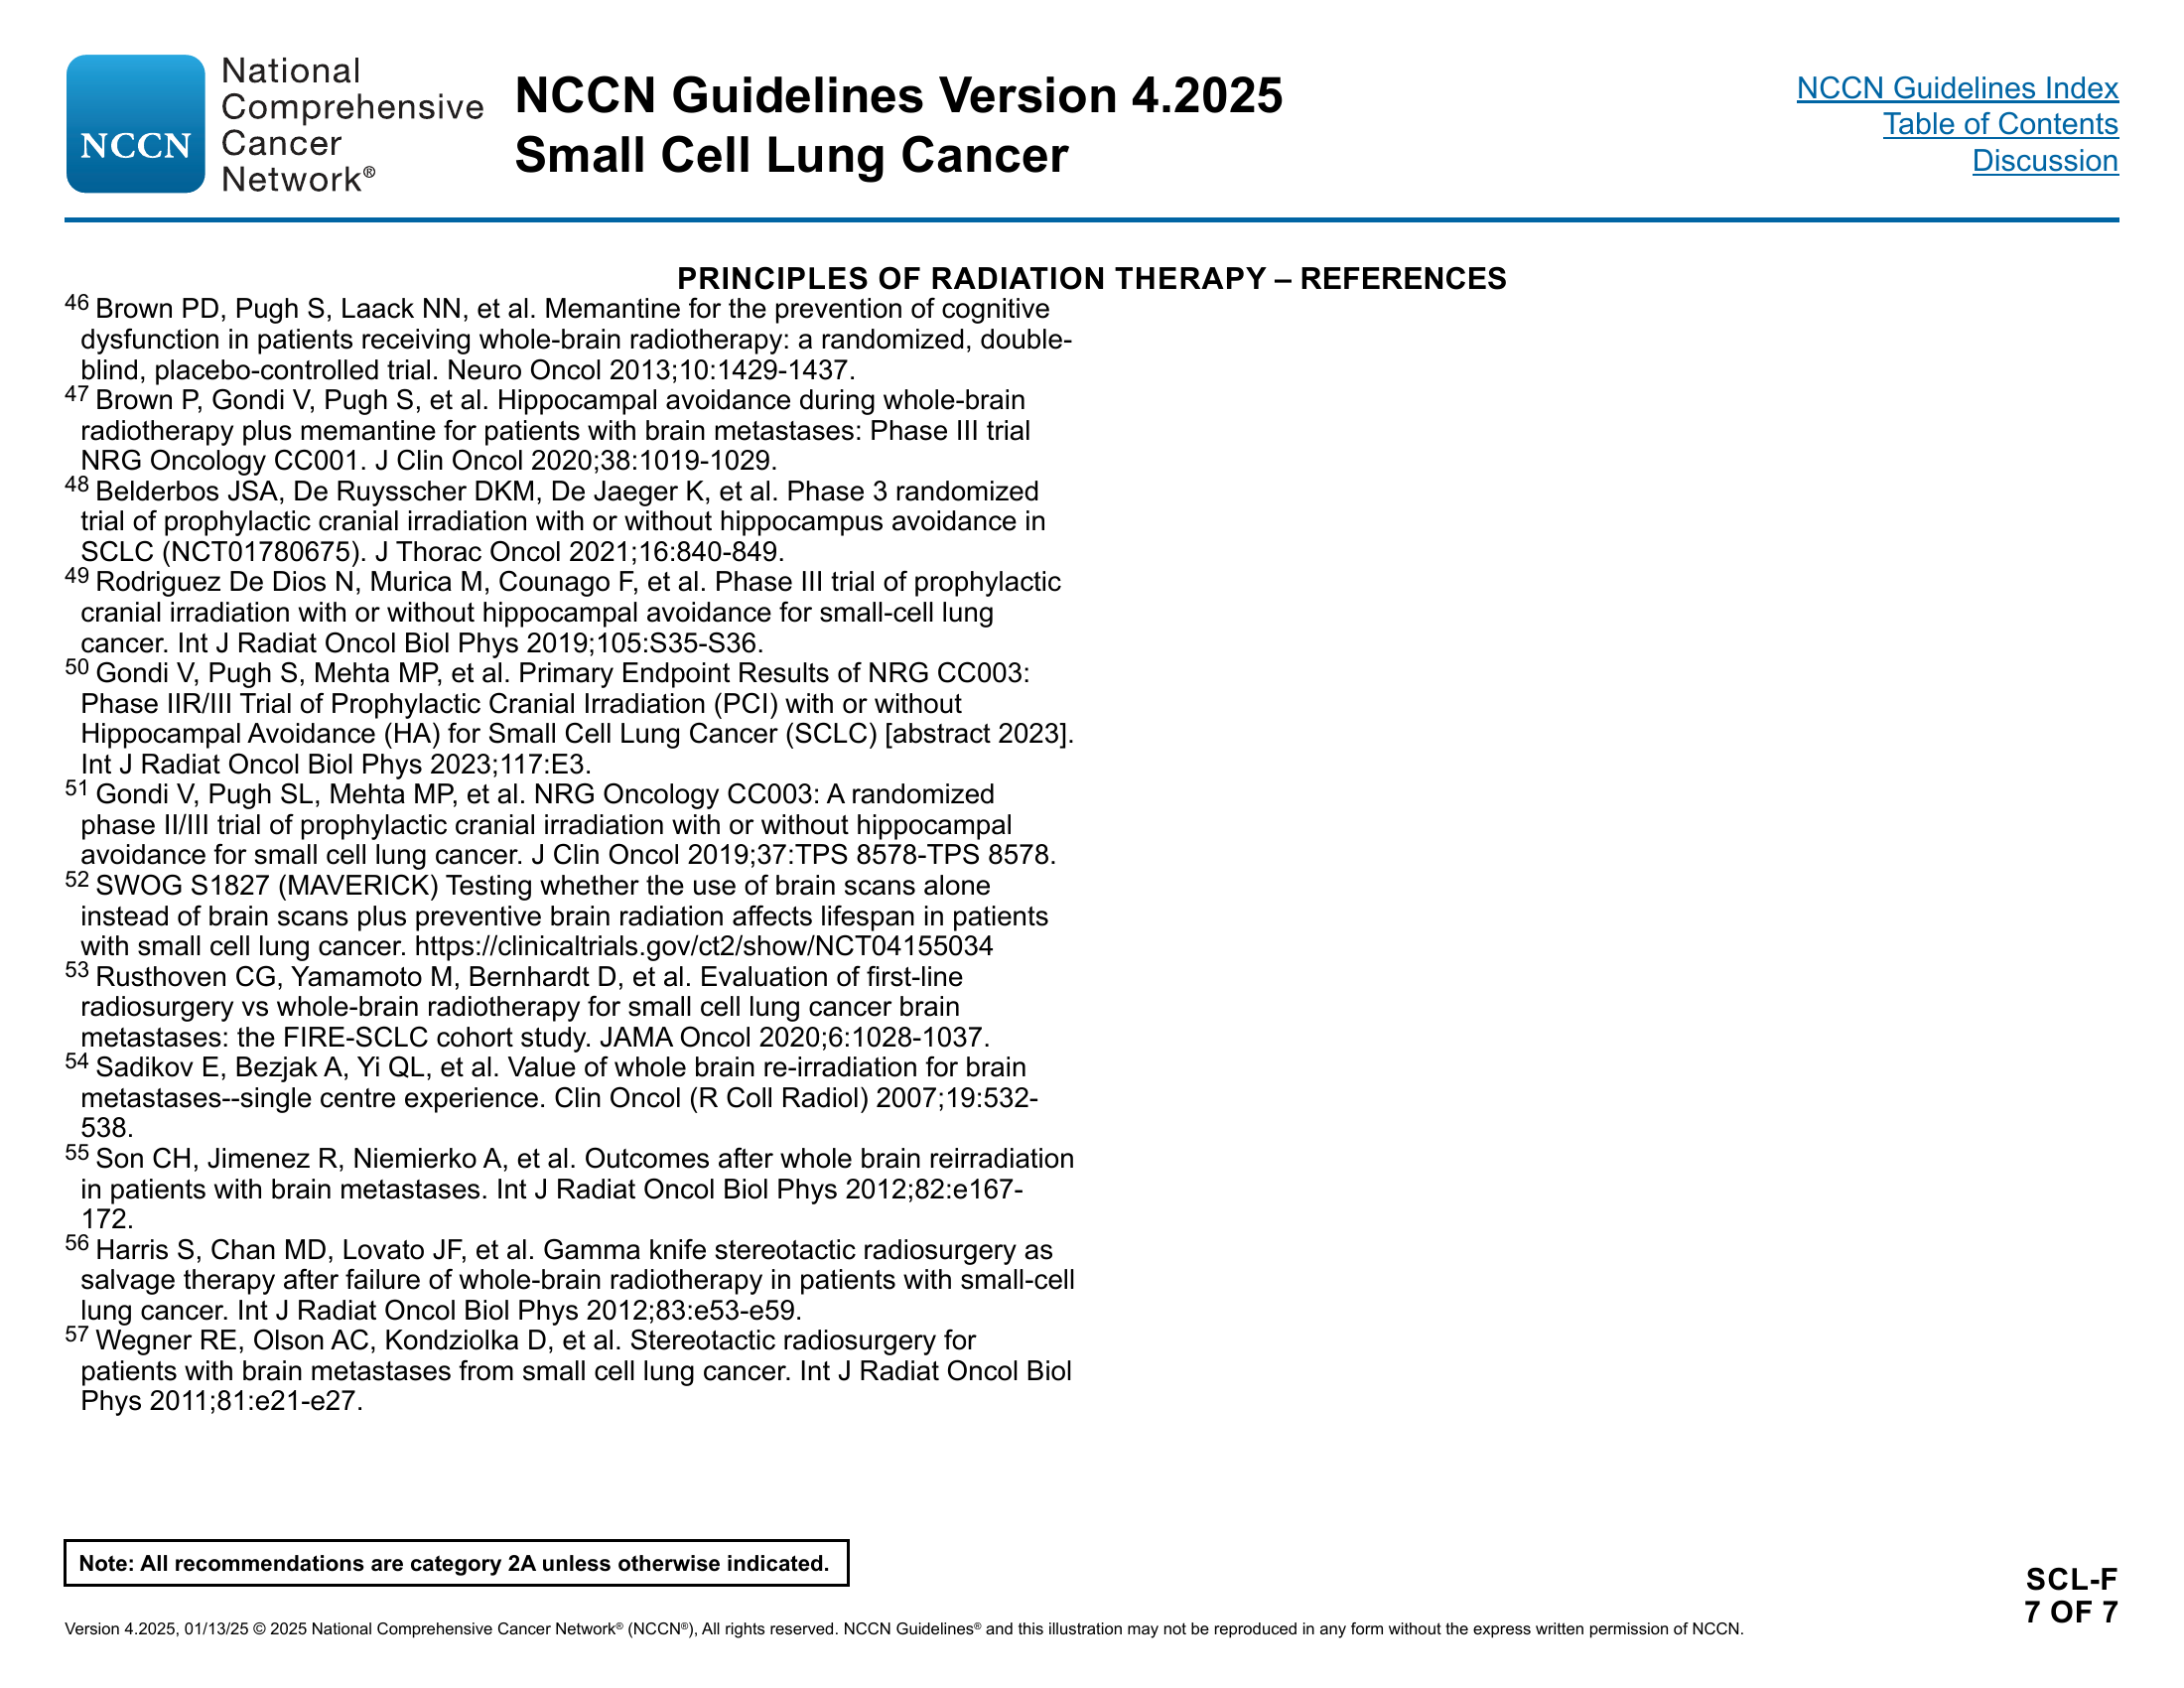 National
Comprehensive
Cancer
Network®
NCCN
NCCN Guidelines Version 4.2025
Small Cell Lung Cancer
NCCN Guidelines Index
Table of Contents
Discussion
PRINCIPLES OF RADIATION THERAPY – REFERENCES
46 Brown PD, Pugh S, Laack NN, et al. Memantine for the prevention of cognitive
dysfunction in patients receiving whole-brain radiotherapy: a randomized, double-
blind, placebo-controlled trial. Neuro Oncol 2013;10:1429-1437.
47 Brown P, Gondi V, Pugh S, et al. Hippocampal avoidance during whole-brain
radiotherapy plus memantine for patients with brain metastases: Phase III trial
NRG Oncology CC001. J Clin Oncol 2020;38:1019-1029.
48 Belderbos JSA, De Ruysscher DKM, De Jaeger K, et al. Phase 3 randomized
trial of prophylactic cranial irradiation with or without hippocampus avoidance in
SCLC (NCT01780675). J Thorac Oncol 2021;16:840-849.
49 Rodriguez De Dios N, Murica M, Counago F, et al. Phase III trial of prophylactic
cranial irradiation with or without hippocampal avoidance for small-cell lung
cancer. Int J Radiat Oncol Biol Phys 2019;105:S35-S36.
50 Gondi V, Pugh S, Mehta MP, et al. Primary Endpoint Results of NRG CC003:
Phase IIR/III Trial of Prophylactic Cranial Irradiation (PCI) with or without
Hippocampal Avoidance (HA) for Small Cell Lung Cancer (SCLC) [abstract 2023].
Int J Radiat Oncol Biol Phys 2023;117:E3.
51 Gondi V, Pugh SL, Mehta MP, et al. NRG Oncology CC003: A randomized
phase II/III trial of prophylactic cranial irradiation with or without hippocampal
avoidance for small cell lung cancer. J Clin Oncol 2019;37:TPS 8578-TPS 8578.
52 SWOG S1827 (MAVERICK) Testing whether the use of brain scans alone
instead of brain scans plus preventive brain radiation affects lifespan in patients
with small cell lung cancer. https://clinicaltrials.gov/ct2/show/NCT04155034
53 Rusthoven CG, Yamamoto M, Bernhardt D, et al. Evaluation of first-line
radiosurgery vs whole-brain radiotherapy for small cell lung cancer brain
metastases: the FIRE-SCLC cohort study. JAMA Oncol 2020;6:1028-1037.
54 Sadikov E, Bezjak A, Yi QL, et al. Value of whole brain re-irradiation for brain
metastases--single centre experience. Clin Oncol (R Coll Radiol) 2007;19:532-
538.
55 Son CH, Jimenez R, Niemierko A, et al. Outcomes after whole brain reirradiation
in patients with brain metastases. Int J Radiat Oncol Biol Phys 2012;82:e167-
172.
56 Harris S, Chan MD, Lovato JF, et al. Gamma knife stereotactic radiosurgery as
salvage therapy after failure of whole-brain radiotherapy in patients with small-cell
lung cancer. Int J Radiat Oncol Biol Phys 2012;83:e53-e59.
57 Wegner RE, Olson AC, Kondziolka D, et al. Stereotactic radiosurgery for
patients with brain metastases from small cell lung cancer. Int J Radiat Oncol Biol
Phys 2011;81:e21-e27.
Note: All recommendations are category 2A unless otherwise indicated.
SCL-F
7 OF 7
Version 4.2025, 01/13/25 © 2025 National Comprehensive Cancer Network® (NCCN®), All rights reserved. NCCN Guidelines® and this illustration may not be reproduced in any form without the express written permission of NCCN.